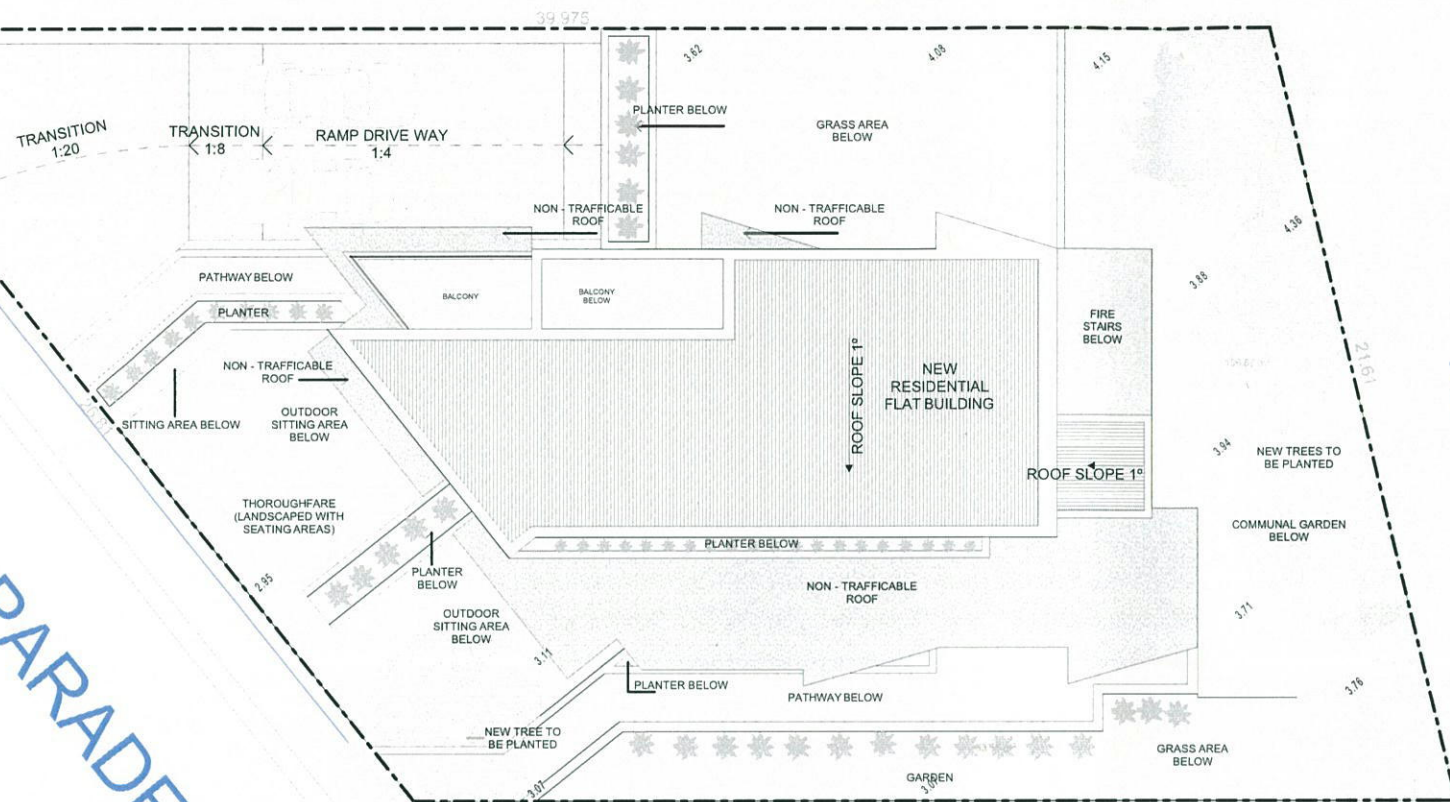 39.975
3.62
4.08
4.15
TRANSITION
1:20
TRANSITION
1:8
RAMP DRIVE WAY
1:4
PLANTER BELOW
GRASS AREA
BELOW
NON - TRAFFICABLE
ROOF
NON - TRAFFICABLE
ROOF
4.36
3.88
PATHWAY BELOW
BALCONY
BALCONY
BELOW
PLANTER
FIRE
STAIRS
BELOW
21.61
NON - TRAFFICABLE
ROOF
ROOF SLOPE 1º
NEW
RESIDENTIAL
FLAT BUILDING
SITTING AREA BELOW
OUTDOOR
SITTING AREA
BELOW
3.94
NEW TREES TO
BE PLANTED
ROOF SLOPE 1º
THOROUGHFARE
(LANDSCAPED WITH
SEATING AREAS)
COMMUNAL GARDEN
BELOW
PLANTER BELOW
PLANTER
BELOW
2.95
NON - TRAFFICABLE
ROOF
OUTDOOR
SITTING AREA
BELOW
3.71
3.11
PARADE
PLANTER BELOW
PATHWAY BELOW
3.76
NEW TREE TO
BE PLANTED
GRASS AREA
BELOW
GARDEN
3.07